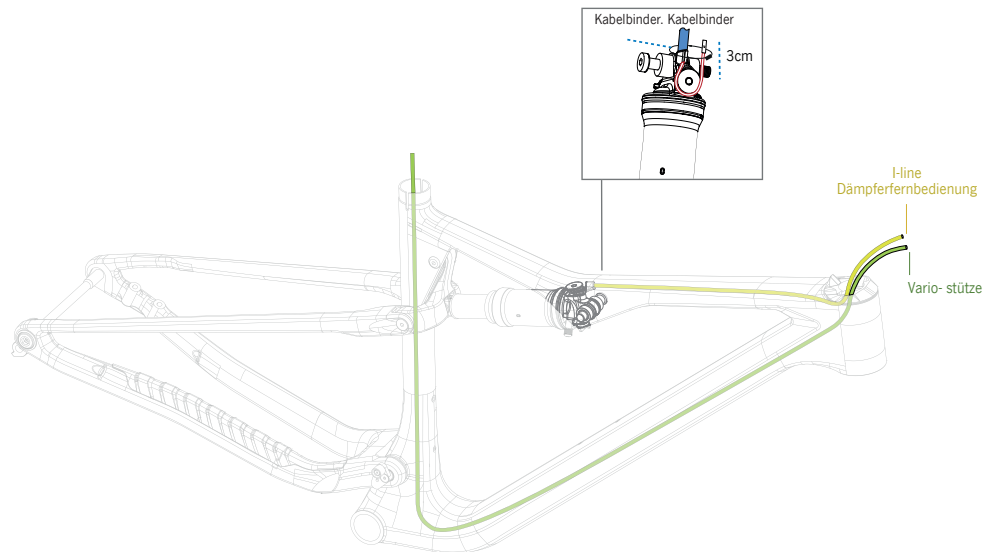 Kabelbinder. Kabelbinder
3cm
I-line
Dämpferfernbedienung
Vario- stütze